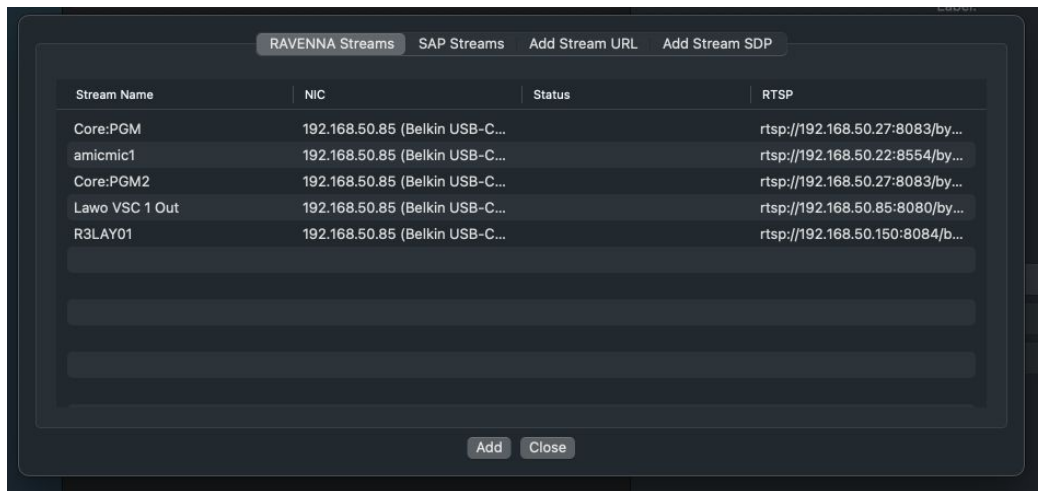 RAVENNA Streams SAP Streams Add Stream URL Add Stream SDP
Stream Name NIC Status RTSP
Core:PGM 192.168.50.85 (Belkin USB-C... rtsp://192.168.50.27:8083/by...
amicmic1 192.168.50.85 (Belkin USB-C... rtsp://192.168.50.22:8554/by...
Core:PGM2 192.168.50.85 (Belkin USB-C... rtsp://192.168.50.27:8083/by...
Lawo VSC 1 Out 192.168.50.85 (Belkin USB-C... rtsp://192.168.50.85:8080/by...
R3LAY01 192.168.50.85 (Belkin USB-C... rtsp://192.168.50.150:8084/b...
Add Close